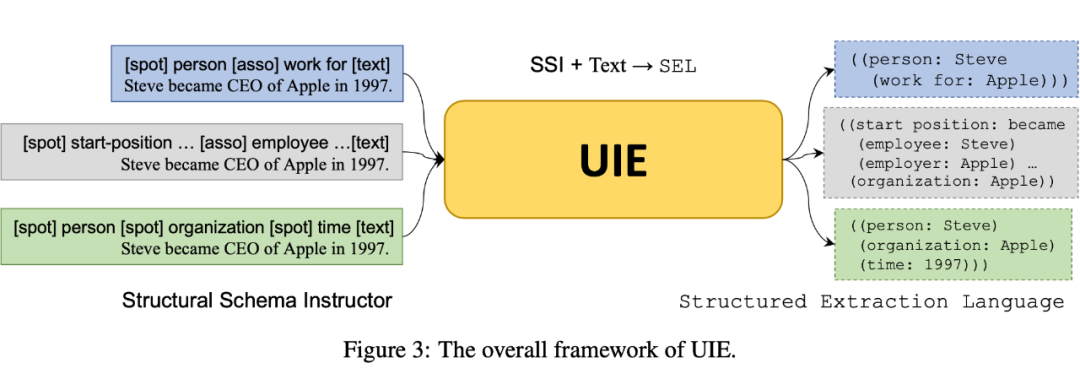 [spot] person [asso] work for [text]
Steve became CEO of Apple in 1997.
[spot] start-position … [asso] employee …[text]
Steve became CEO of Apple in 1997.
[spot] person [spot] organization [spot] time [text]
Steve became CEO of Apple in 1997.
Structural Schema Instructor
SSI + Text → SEL
UIE
((person: Steve
(work for: Apple)))
((start position: became
(employee: Steve)
(employer: Apple) …
(organization: Apple))
((person: Steve)
(organization: Apple)
(time: 1997)))
Structured Extraction Language
Figure 3: The overall framework of UIE.